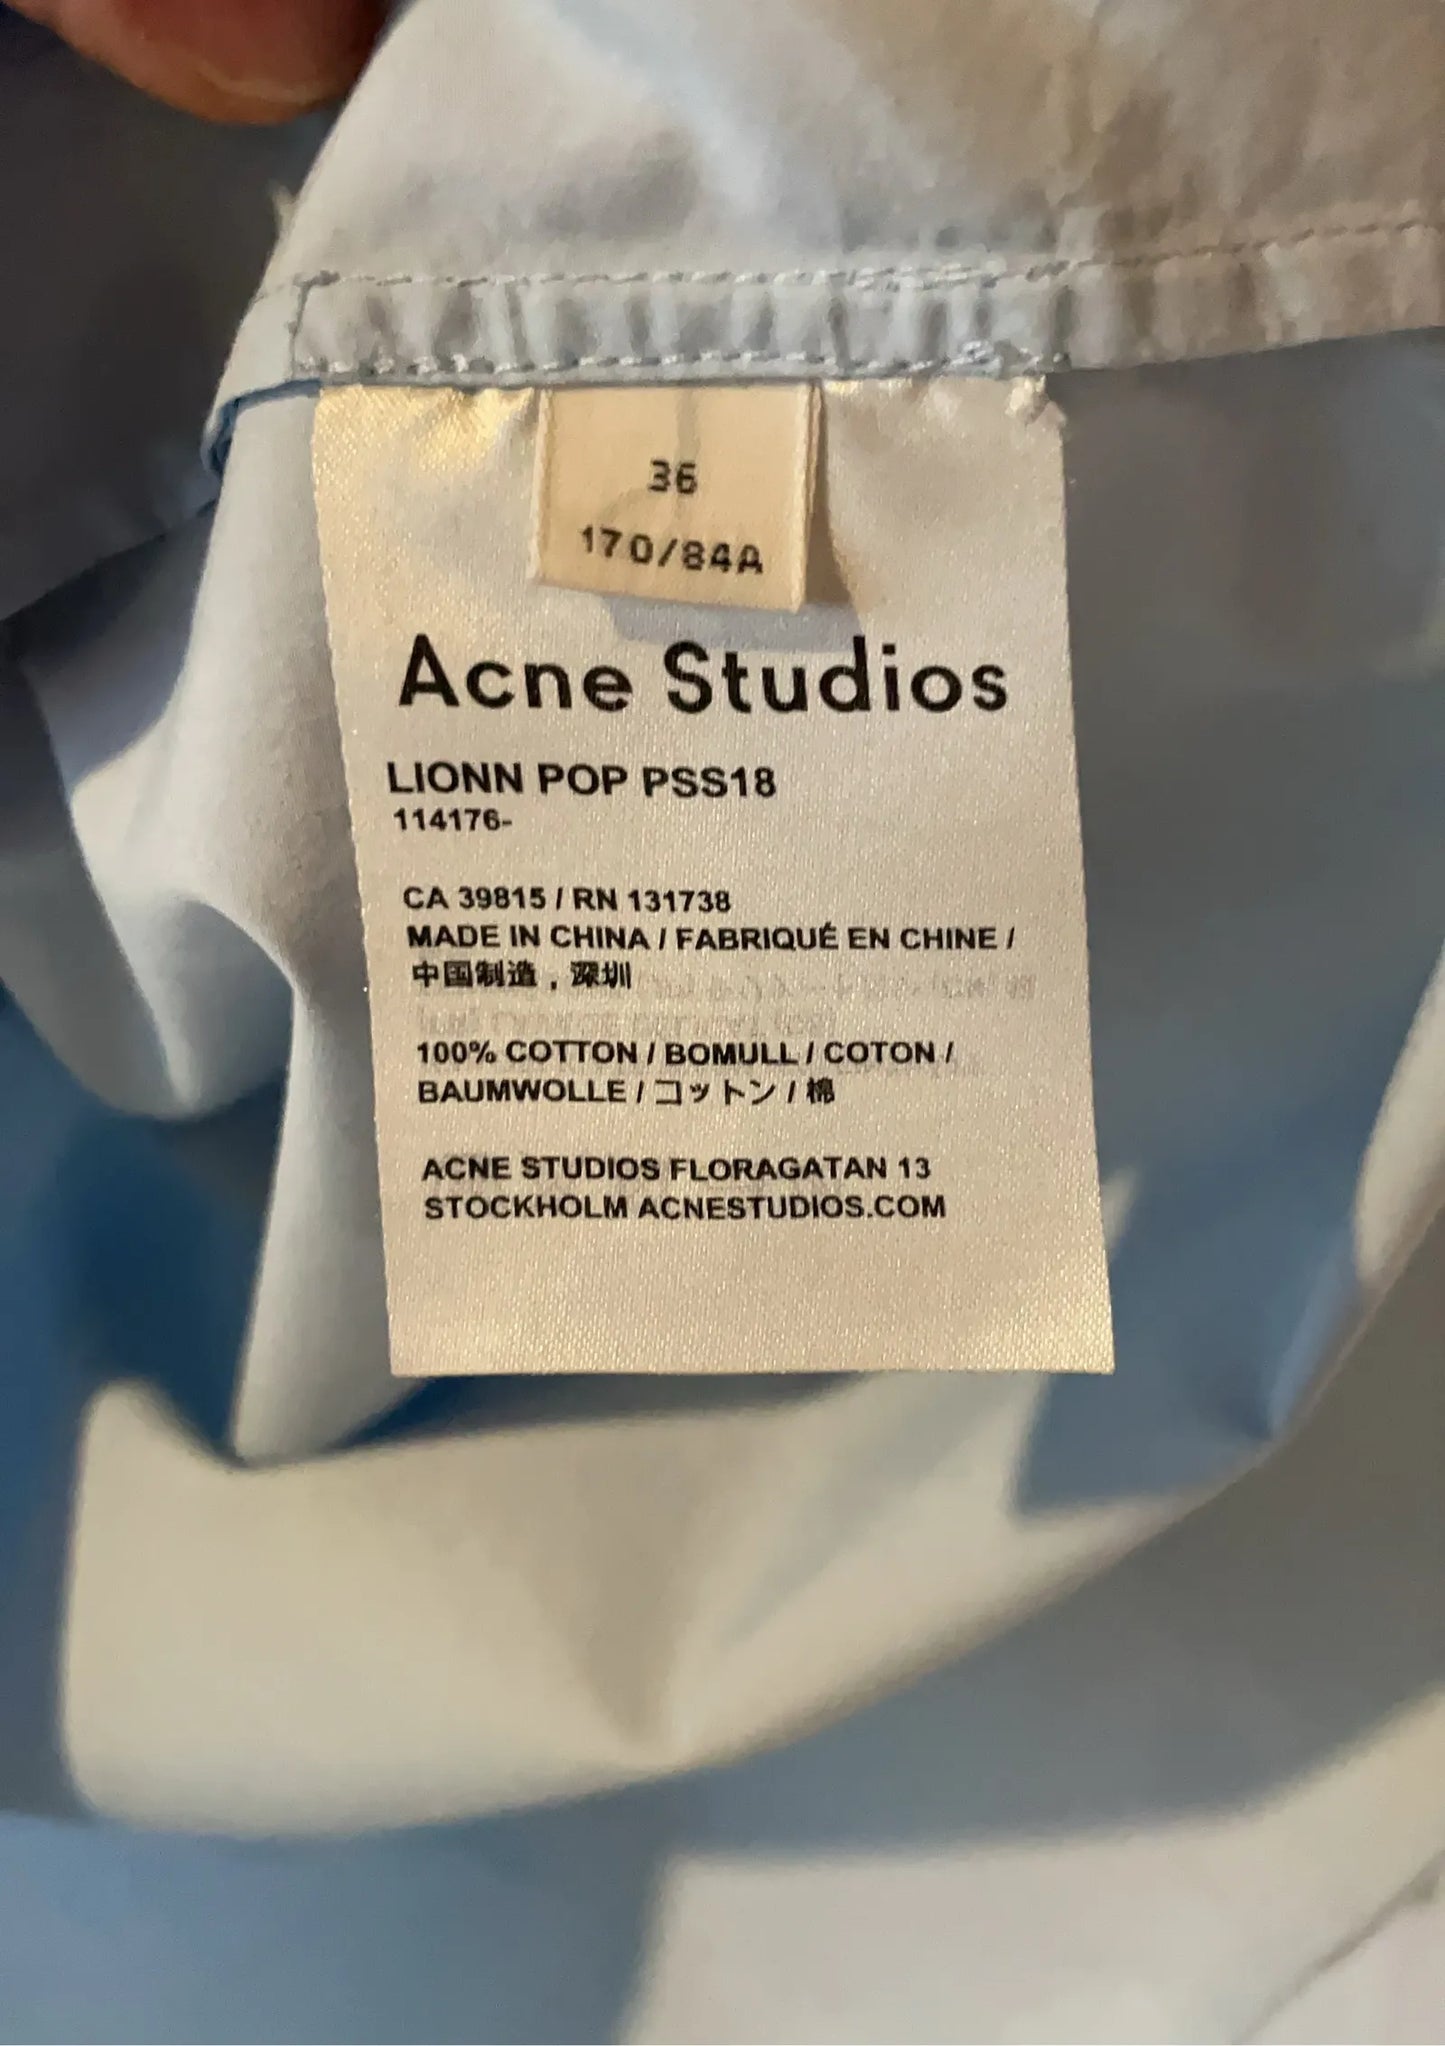 36
170/84A
Acne Studios
LIONN POP PSS18
114176-
CA 39815 / RN 131738
MADE IN CHINA / FABRIQUÉ EN CHINE /
中国制造，深圳
100% COTTON / BOMULL / COTON /
BAUMWOLLE / コットン / 棉
ACNE STUDIOS FLORAGATAN 13
STOCKHOLM ACNESTUDIOS.COM